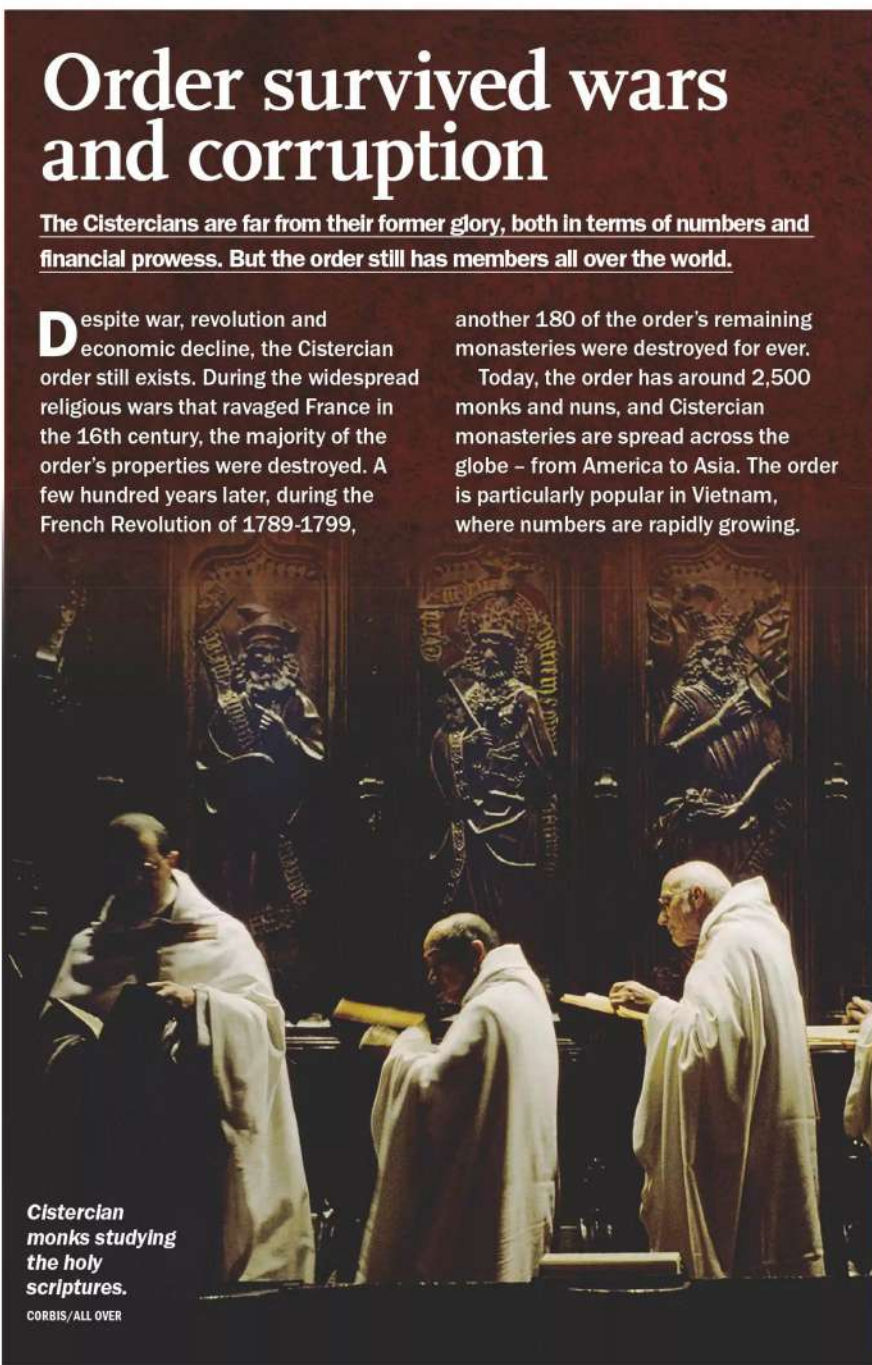 Order survived wars
and corruption
The Cistercians are far from their former glory, both in terms of numbers and
financial prowess. But the order still has members all over the world.
Despite war, revolution and
economic decline, the Cistercian
order still exists. During the widespread
religious wars that ravaged France in
the 16th century, the majority of the
order's properties were destroyed. A
few hundred years later, during the
French Revolution of 1789-1799,
another 180 of the order's remaining
monasteries were destroyed for ever.
Today, the order has around 2,500
monks and nuns, and Cistercian
monasteries are spread across the
globe – from America to Asia. The order
is particularly popular in Vietnam,
where numbers are rapidly growing.
Cistercian
monks studying
the holy
scriptures.
CORBIS/ALL OVER